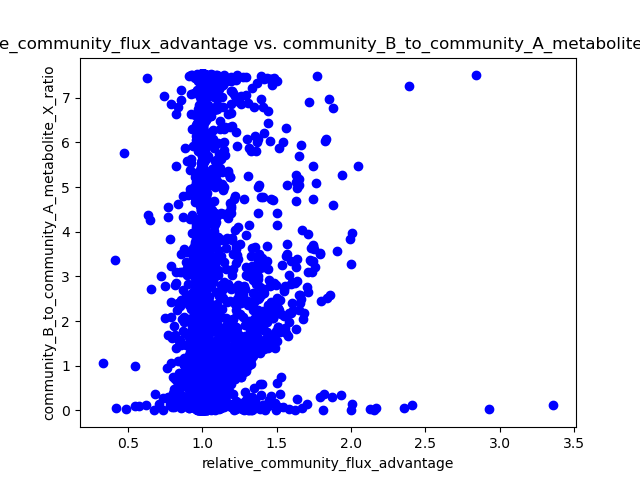 e_community_flux_advantage vs. community_B_to_community_A_metabolite
community_B_to_community_A_metabolite_X_ratio
7
6
5
4
3
2
1
0
0.5 1.0 1.5 2.0 2.5 3.0 3.5
relative_community_flux_advantage